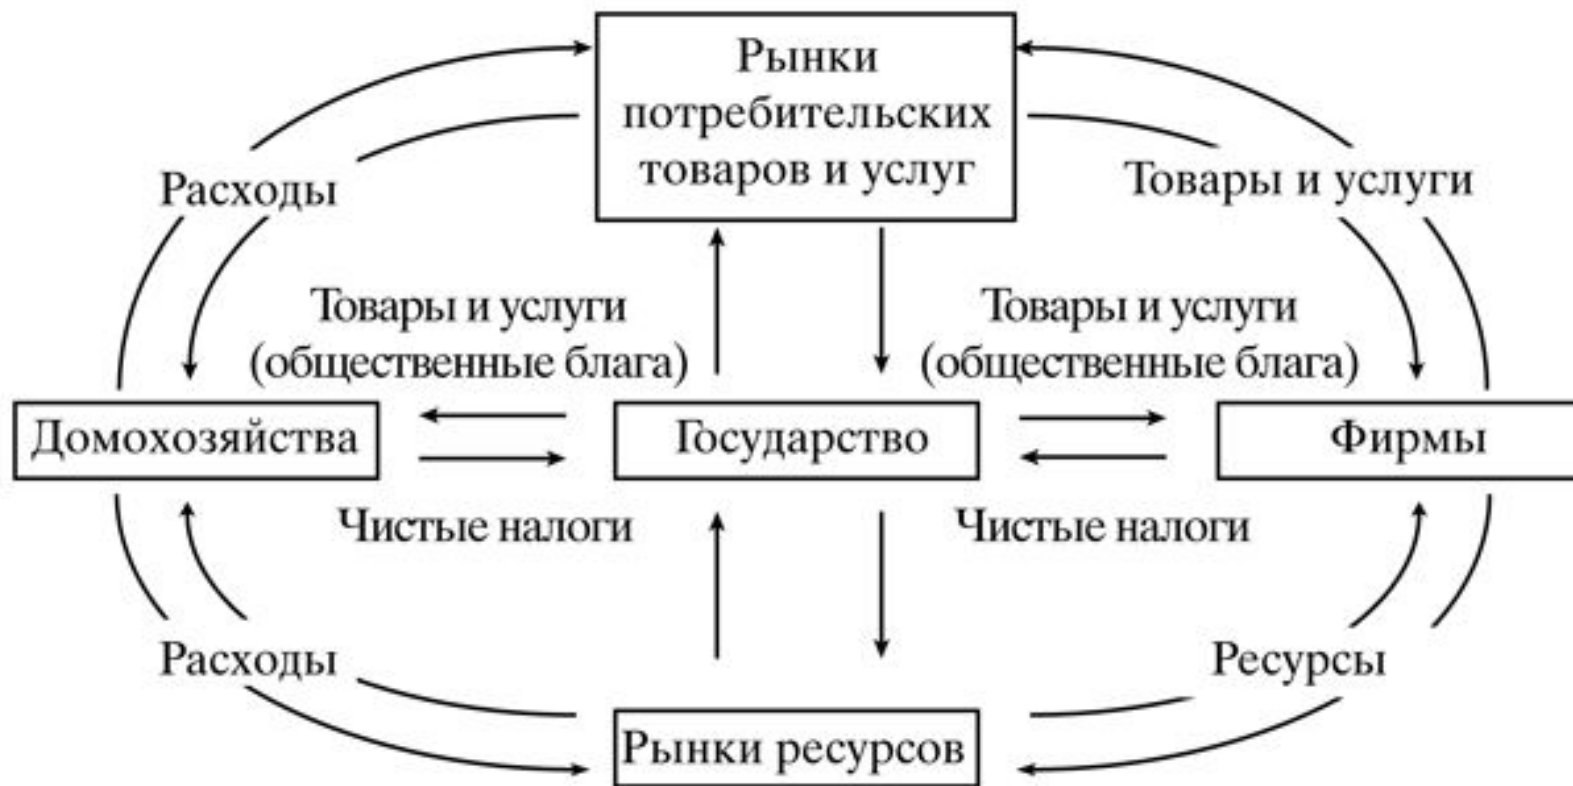 Рынки
потребительских
товаров и услуг
Расходы
Товары и услуги
Товары и услуги
(общественные блага)
Товары и услуги
(общественные блага)
Домохозяйства
Государство
Фирмы
Чистые налоги
Чистые налоги
Расходы
Ресурсы
Рынки ресурсов